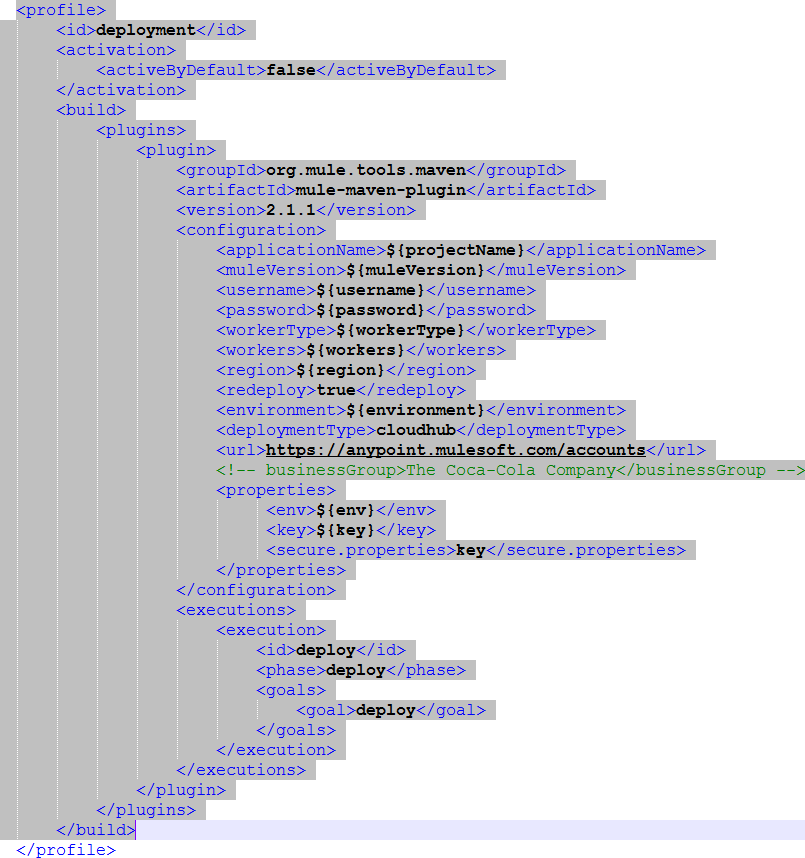 <profile>
<id>deployment</id>
<activation>
<activeByDefault>false</activeByDefault>
</activation>
<build>
<plugins>
<plugin>
<groupId>org.mule.tools.maven</groupId>
<artifactId>mule-maven-plugin</artifactId>
<version>2.1.1</version>
<configuration>
<applicationName>${projectName}</applicationName>
<muleVersion>${muleVersion}</muleVersion>
<username>${username}</username>
<password>${password}</password>
<workerType>${workerType}</workerType>
<workers>${workers}</workers>
<region>${region}</region>
<redeploy>true</redeploy>
<environment>${environment}</environment>
<deploymentType>cloudhub</deploymentType>
<url>https://anypoint.mulesoft.com/accounts</url>
<!-- businessGroup>The Coca-Cola Company</businessGroup -->
<properties>
<env>${env}</env>
<key>${key}</key>
<secure.properties>key</secure.properties>
</properties>
</configuration>
<executions>
<execution>
<id>deploy</id>
<phase>deploy</phase>
<goals>
<goal>deploy</goal>
</goals>
</execution>
</executions>
</plugin>
</plugins>
</build>
</profile>